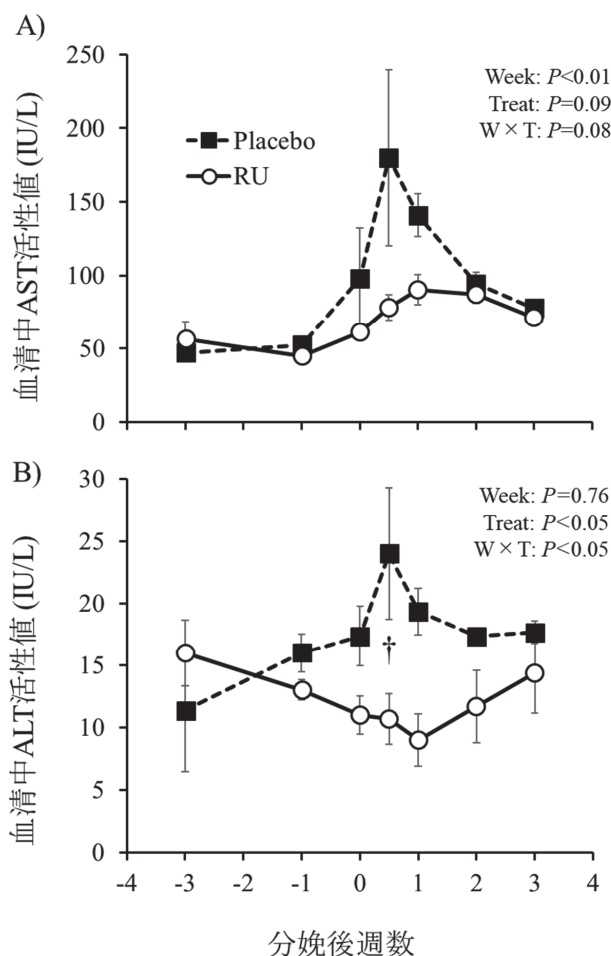 A)
血清中AST活性値 (IU/L)
250
200
150
100
50
0
Placebo
RU
Week: P<0.01
Treat: P=0.09
W×T: P=0.08
B)
血清中ALT活性値 (IU/L)
30
25
20
15
10
5
0
Week: P=0.76
Treat: P<0.05
W×T: P<0.05
†
-4 -3 -2 -1 0 1 2 3 4
分娩後週数